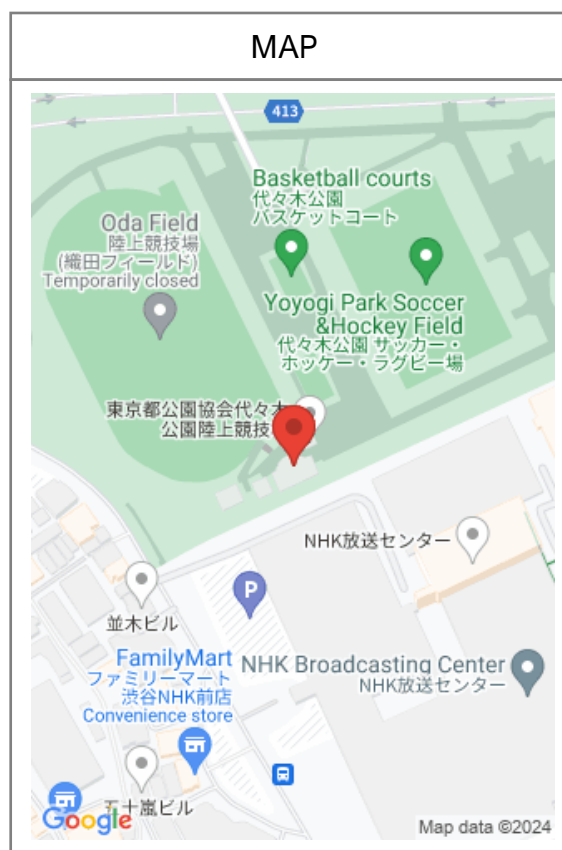 MAP
413
Basketball courts
代々木公園
バスケットコート
Oda Field
陸上競技場
(織田フィールド)
Temporarily closed
Yoyogi Park Soccer
&Hockey Field
代々木公園 サッカー・
ホッケー・ラグビー場
東京都公園協会代々木
公園陸上競技
NHK放送センター
P
並木ビル
FamilyMart
ファミリーマート
渋谷NHK前店
Convenience store
NHK Broadcasting Center
NHK放送センター
五十嵐ビル
Google
Map data ©2024